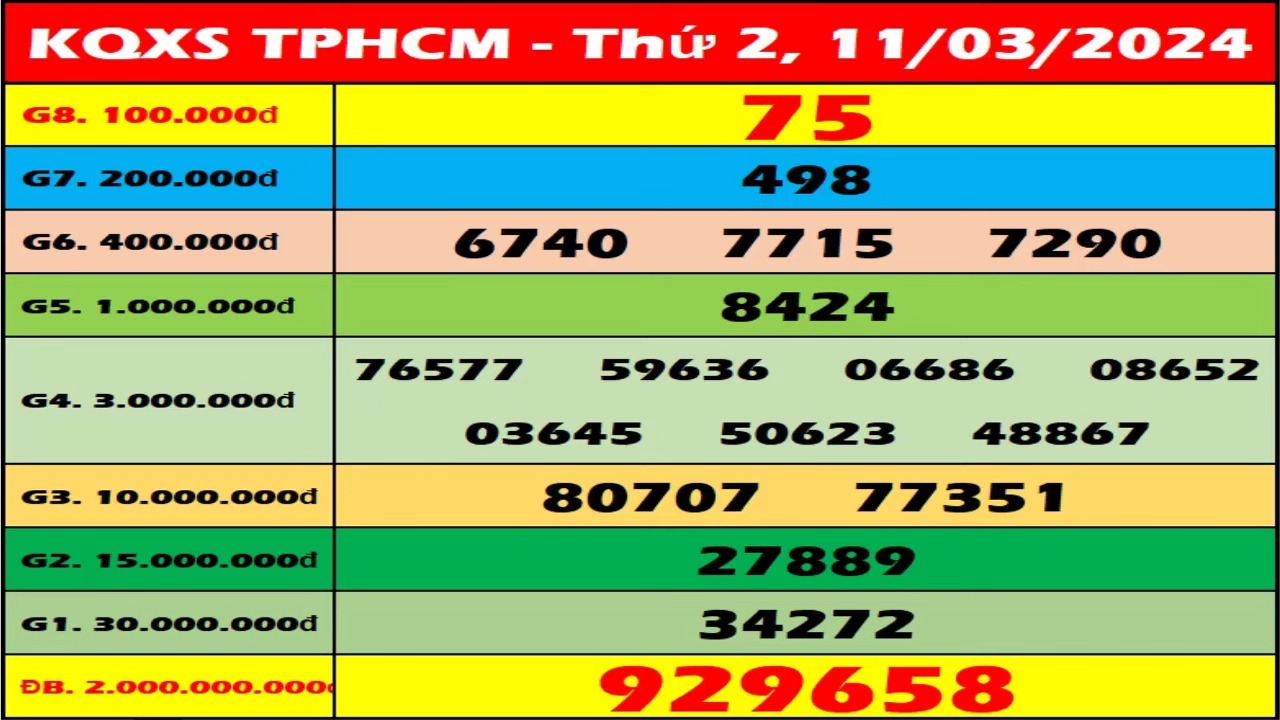 KQXS TPHCM - Thứ 2, 11/03/2024
G8. 100.000đ 75
G7. 200.000đ 498
G6. 400.000đ 6740 7715 7290
G5. 1.000.000đ 8424
G4. 3.000.000đ 76577 59636 06686 08652
03645 50623 48867
G3. 10.000.000đ 80707 77351
G2. 15.000.000đ 27889
G1. 30.000.000đ 34272
ĐB. 2.000.000.000đ 929658